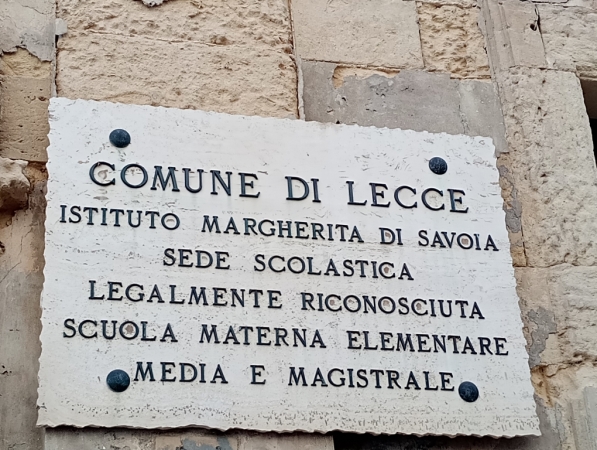 COMUNE DI LECCE
ISTITUTO MARGHERITA DI SAVOIA
SEDE SCOLASTICA
LEGALMENTE RICONOSCIUTA
SCUOLA MATERNA ELEMENTARE
MEDIA E MAGISTRALE